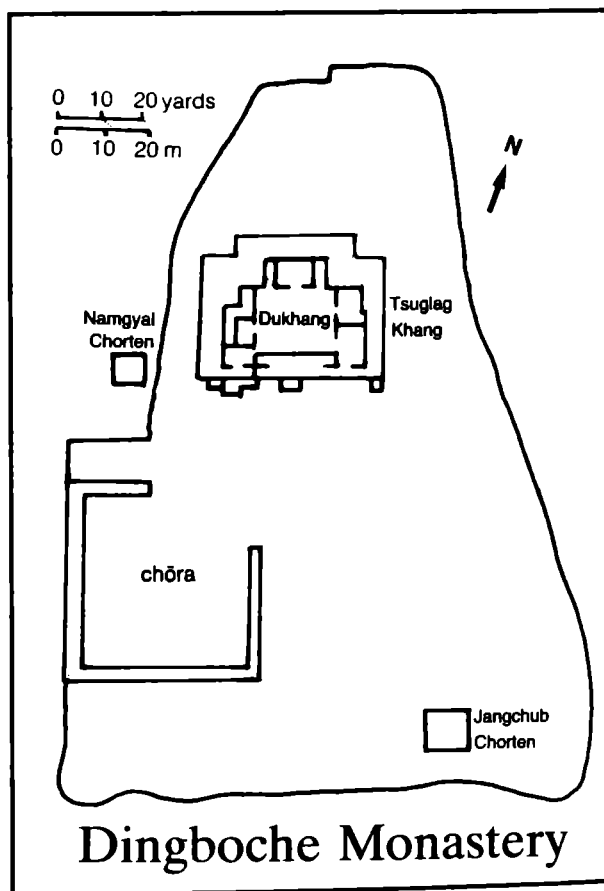 0 10 20 yards
0 10 20 m
N
Namgyal
Chorten
Dukhang
Tsuglag
Khang
chōra
Jangchub
Chorten
Dingboche Monastery